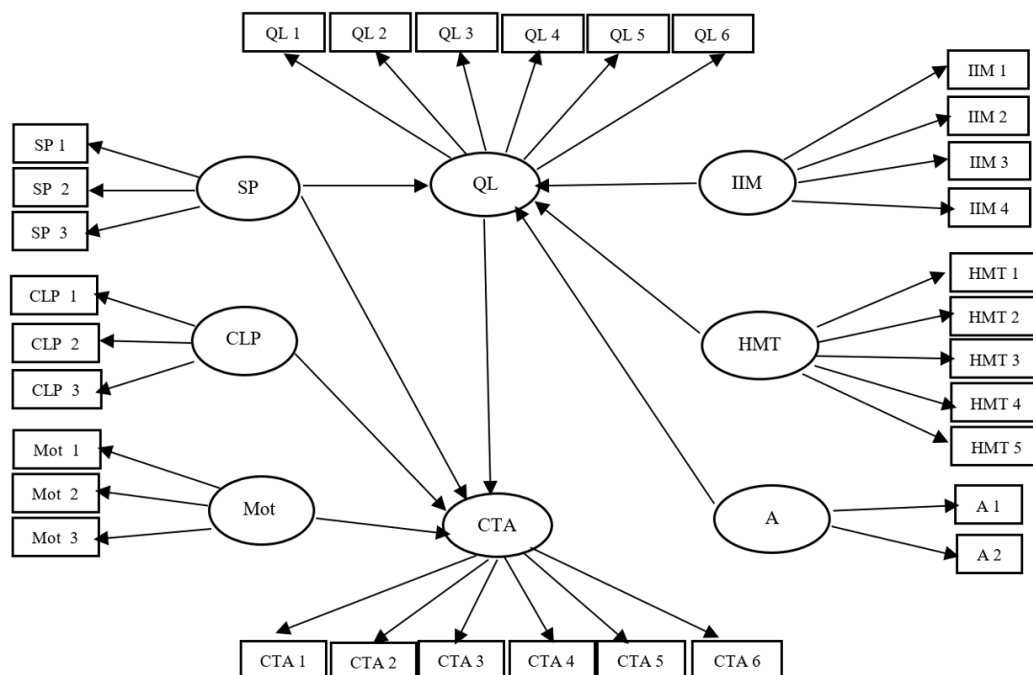 QL 1
QL 2
QL 3
QL 4
QL 5
QL 6
IIM 1
IIM 2
IIM 3
IIM 4
SP 1
SP 2
SP 3
SP
QL
IIM
CLP 1
CLP 2
CLP 3
CLP
HMT
HMT 1
HMT 2
HMT 3
HMT 4
HMT 5
Mot 1
Mot 2
Mot 3
Mot
CTA
A
A 1
A 2
CTA 1
CTA 2
CTA 3
CTA 4
CTA 5
CTA 6